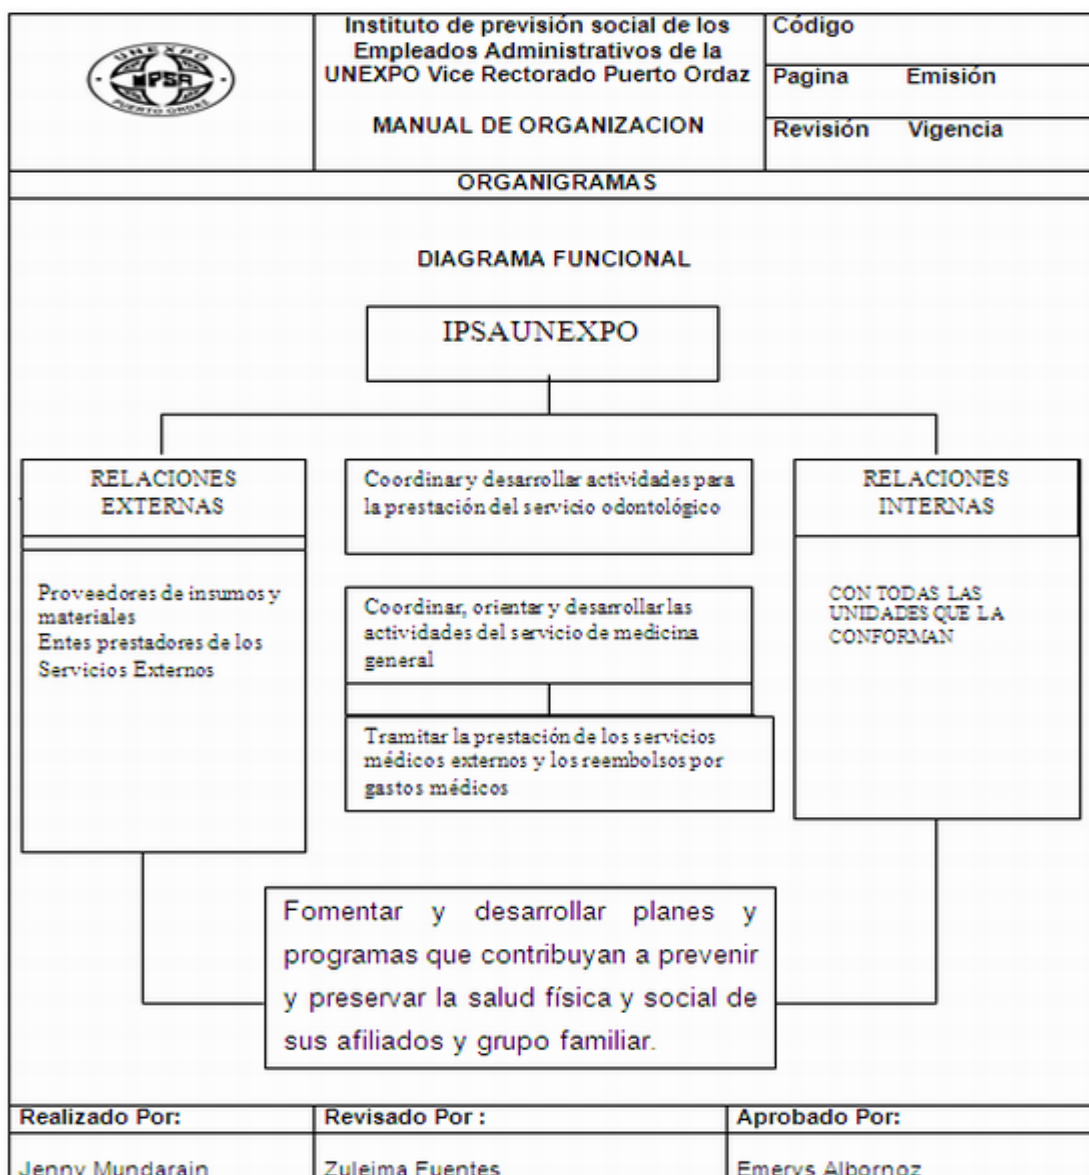 UNEXPO
IPSA
PUERTO ORDAZ
Instituto de previsión social de los
Empleados Administrativos de la
UNEXPO Vice Rectorado Puerto Ordaz
MANUAL DE ORGANIZACION
Código
Pagina Emisión
Revisión Vigencia
ORGANIGRAMAS
DIAGRAMA FUNCIONAL
IPSAUNEXPO
RELACIONES
EXTERNAS
Proveedores de insumos y
materiales
Entes prestadores de los
Servicios Externos
Coordinar y desarrollar actividades para
la prestación del servicio odontológico
Coordinar, orientar y desarrollar las
actividades del servicio de medicina
general
Tramitar la prestación de los servicios
médicos externos y los reembolsos por
gastos médicos
RELACIONES
INTERNAS
CON TODAS LAS
UNIDADES QUE LA
CONFORMAN
Fomentar y desarrollar planes y
programas que contribuyan a prevenir
y preservar la salud física y social de
sus afiliados y grupo familiar.
Realizado Por:
Jenny Mundarain
Revisado Por :
Zuleima Fuentes
Aprobado Por:
Emerys Albornoz